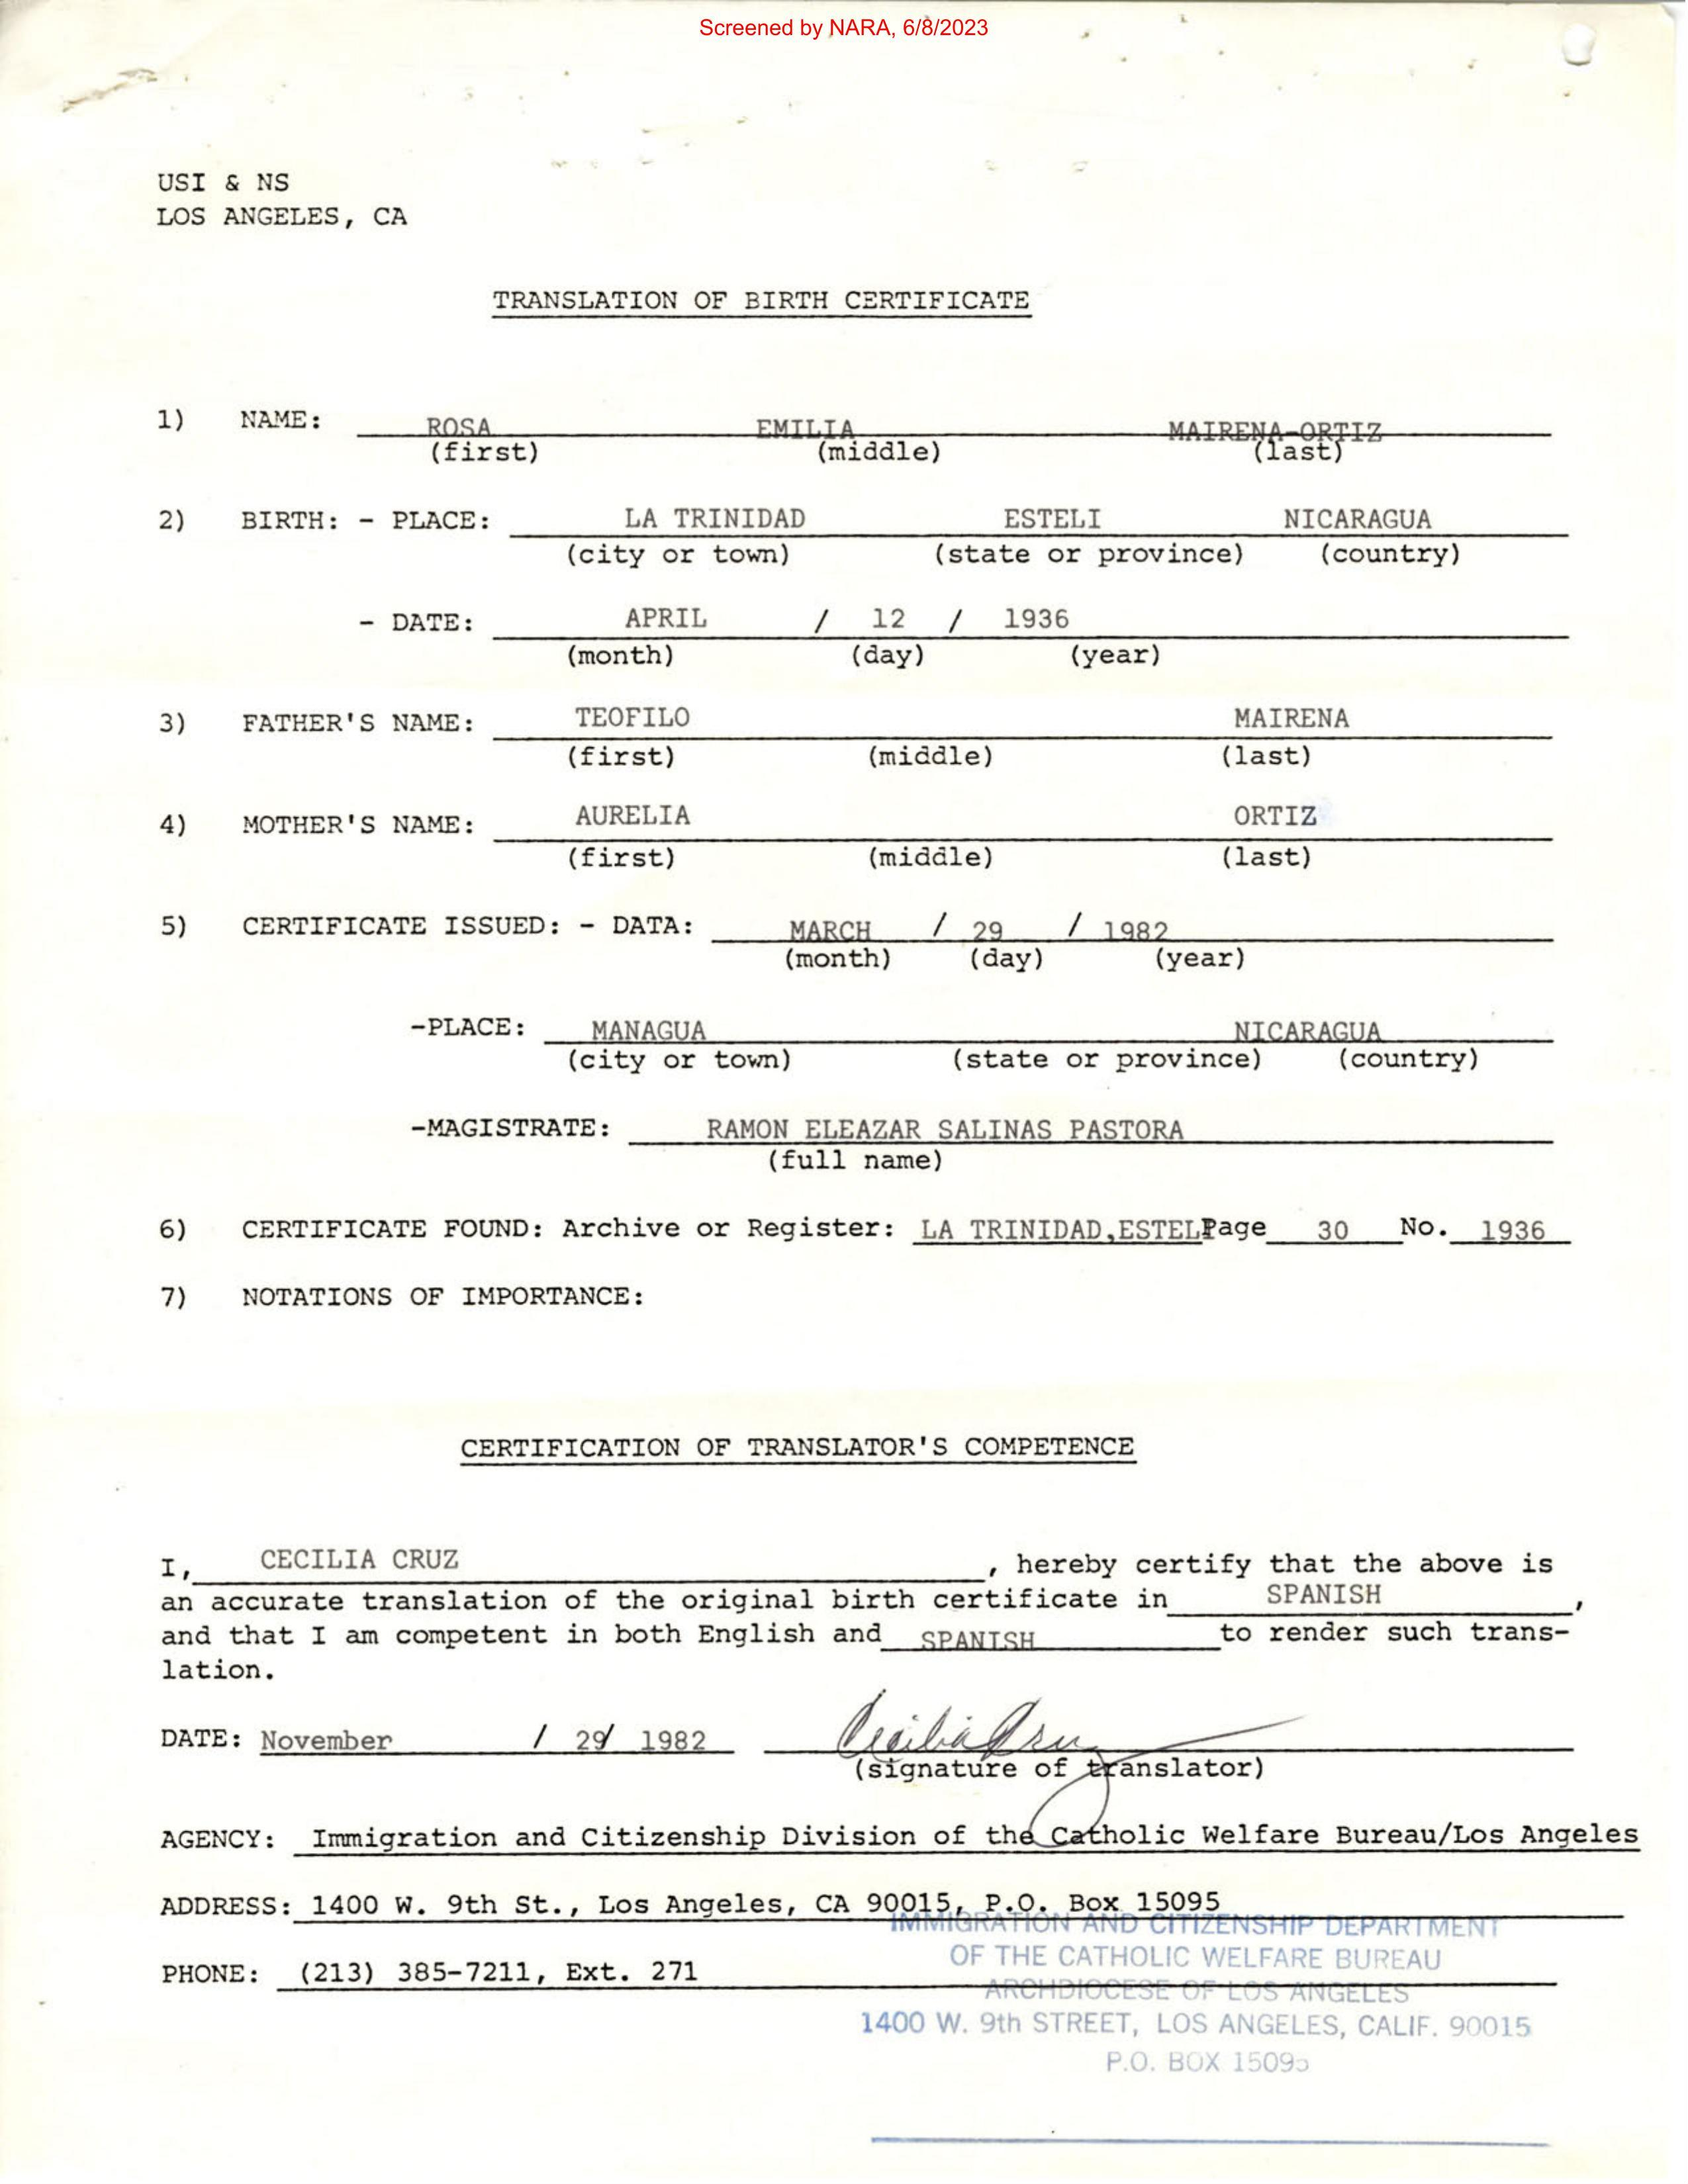 Screened by NARA, 6/8/2023
USI & NS
LOS ANGELES, CA
TRANSLATION OF BIRTH CERTIFICATE
1) NAME: ROSA EMILIA MAIRENA-ORTIZ
(first) (middle) (last)
2) BIRTH: - PLACE: LA TRINIDAD ESTELI NICARAGUA
(city or town) (state or province) (country)
- DATE: APRIL / 12 / 1936
(month) (day) (year)
3) FATHER'S NAME: TEOFILO MAIRENA
(first) (middle) (last)
4) MOTHER'S NAME: AURELIA ORTIZ
(first) (middle) (last)
5) CERTIFICATE ISSUED: - DATA: MARCH / 29 / 1982
(month) (day) (year)
-PLACE: MANAGUA NICARAGUA
(city or town) (state or province) (country)
-MAGISTRATE: RAMON ELEAZAR SALINAS PASTORA
(full name)
6) CERTIFICATE FOUND: Archive or Register: LA TRINIDAD,ESTELI Page 30 No. 1936
7) NOTATIONS OF IMPORTANCE:
CERTIFICATION OF TRANSLATOR'S COMPETENCE
I, CECILIA CRUZ , hereby certify that the above is
an accurate translation of the original birth certificate in SPANISH ,
and that I am competent in both English and SPANISH to render such trans-
lation.
DATE: November / 29/ 1982 Cecilia Cruz
(signature of translator)
AGENCY: Immigration and Citizenship Division of the Catholic Welfare Bureau/Los Angeles
ADDRESS: 1400 W. 9th St., Los Angeles, CA 90015, P.O. Box 15095
IMMIGRATION AND CITIZENSHIP DEPARTMENT
OF THE CATHOLIC WELFARE BUREAU
PHONE: (213) 385-7211, Ext. 271
ARCHDIOCESE OF LOS ANGELES
1400 W. 9th STREET, LOS ANGELES, CALIF. 90015
P.O. BOX 15095